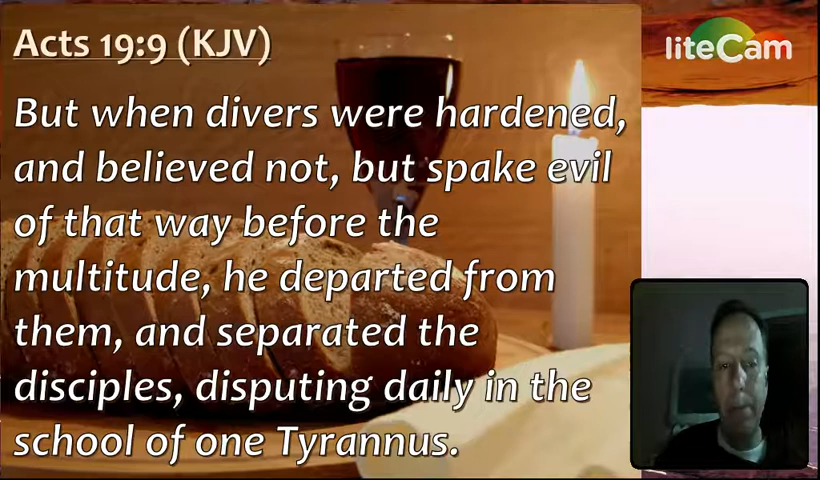 Acts 19:9 (KJV)
liteCam
But when divers were hardened,
and believed not, but spake evil
of that way before the
multitude, he departed from
them, and separated the
disciples, disputing daily in the
school of one Tyrannus.